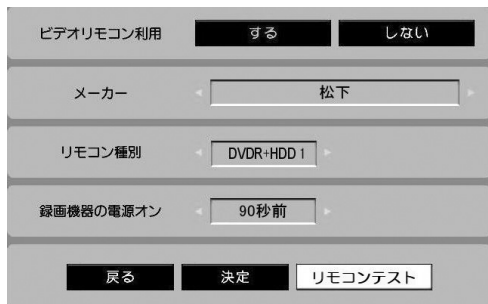 ビデオリモコン利用 する しない
メーカー 松下
リモコン種別 DVDR+HDD 1
録画機器の電源オン 90秒前
戻る 決定 リモコンテスト